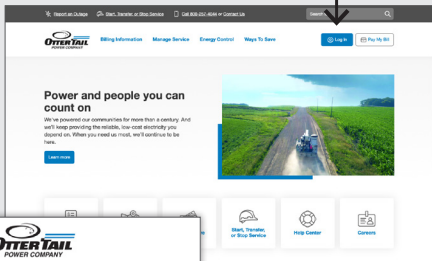 Report an Outage Start, Transfer, or Stop Service Call 800-257-4044 or Contact Us Search
OTTER TAIL
POWER COMPANY
Billing Information Manage Service Energy Control Ways To Save Log In Pay My Bill
Power and people you can
count on
We've powered our communities for more than a century. And
we'll keep providing the reliable, low-cost electricity you
depend on. When you need us most, we'll continue to be
here.
Learn more
Start, Transfer,
or Stop Service
Help Center
Careers
OTTER TAIL
POWER COMPANY